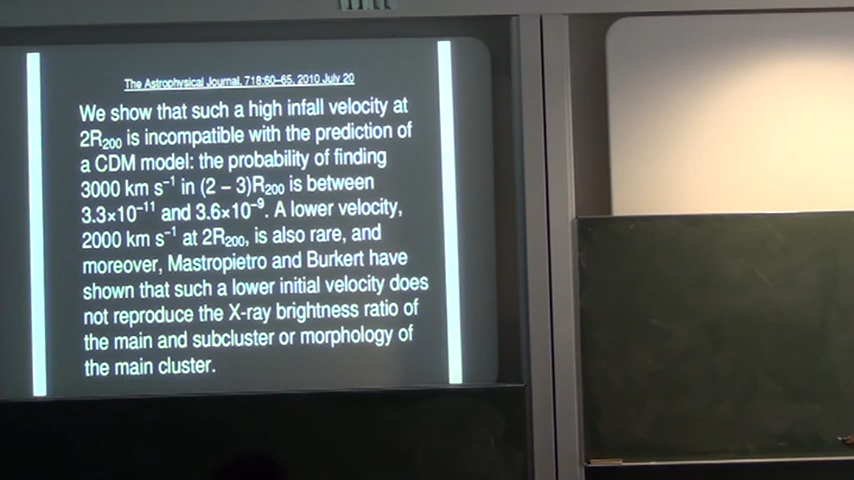 The Astrophysical Journal, 718:60–65, 2010 July 20
We show that such a high infall velocity at
2R₂₀₀ is incompatible with the prediction of
a CDM model: the probability of finding
3000 km s⁻¹ in (2 – 3)R₂₀₀ is between
3.3×10⁻¹¹ and 3.6×10⁻⁹. A lower velocity,
2000 km s⁻¹ at 2R₂₀₀, is also rare, and
moreover, Mastropietro and Burkert have
shown that such a lower initial velocity does
not reproduce the X-ray brightness ratio of
the main and subcluster or morphology of
the main cluster.